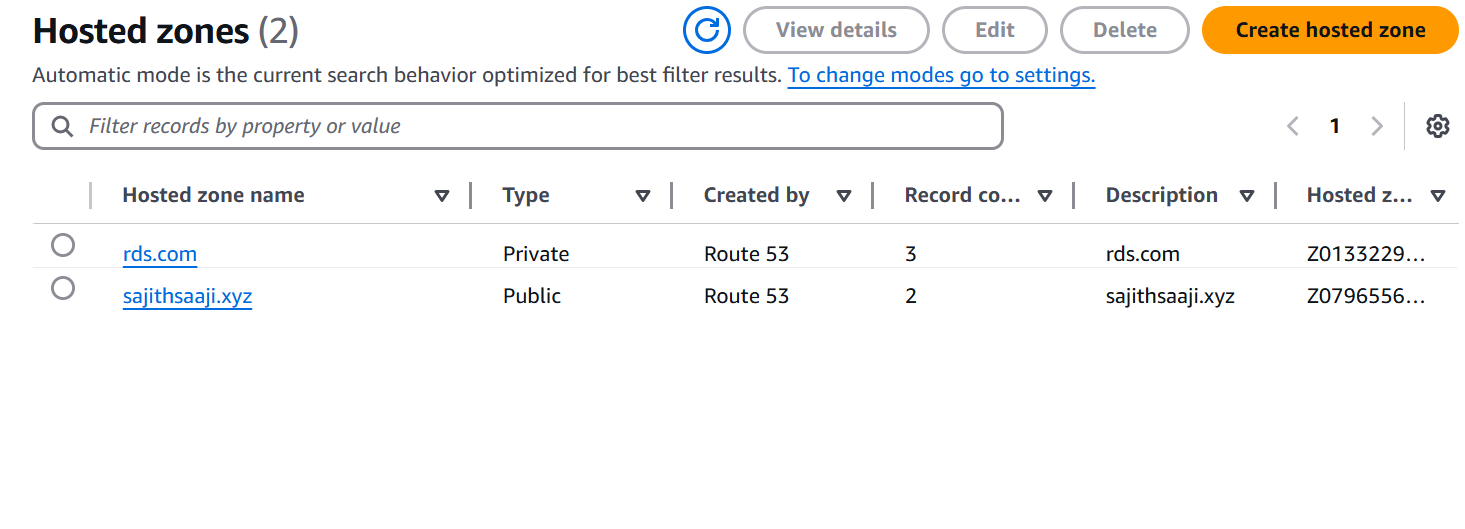 Hosted zones (2)
View details
Edit
Delete
Create hosted zone
Automatic mode is the current search behavior optimized for best filter results. To change modes go to settings.
Filter records by property or value
1
Hosted zone name Type Created by Record co... Description Hosted z...
rds.com Private Route 53 3 rds.com Z0133229...
sajithsaaji.xyz Public Route 53 2 sajithsaaji.xyz Z0796556...